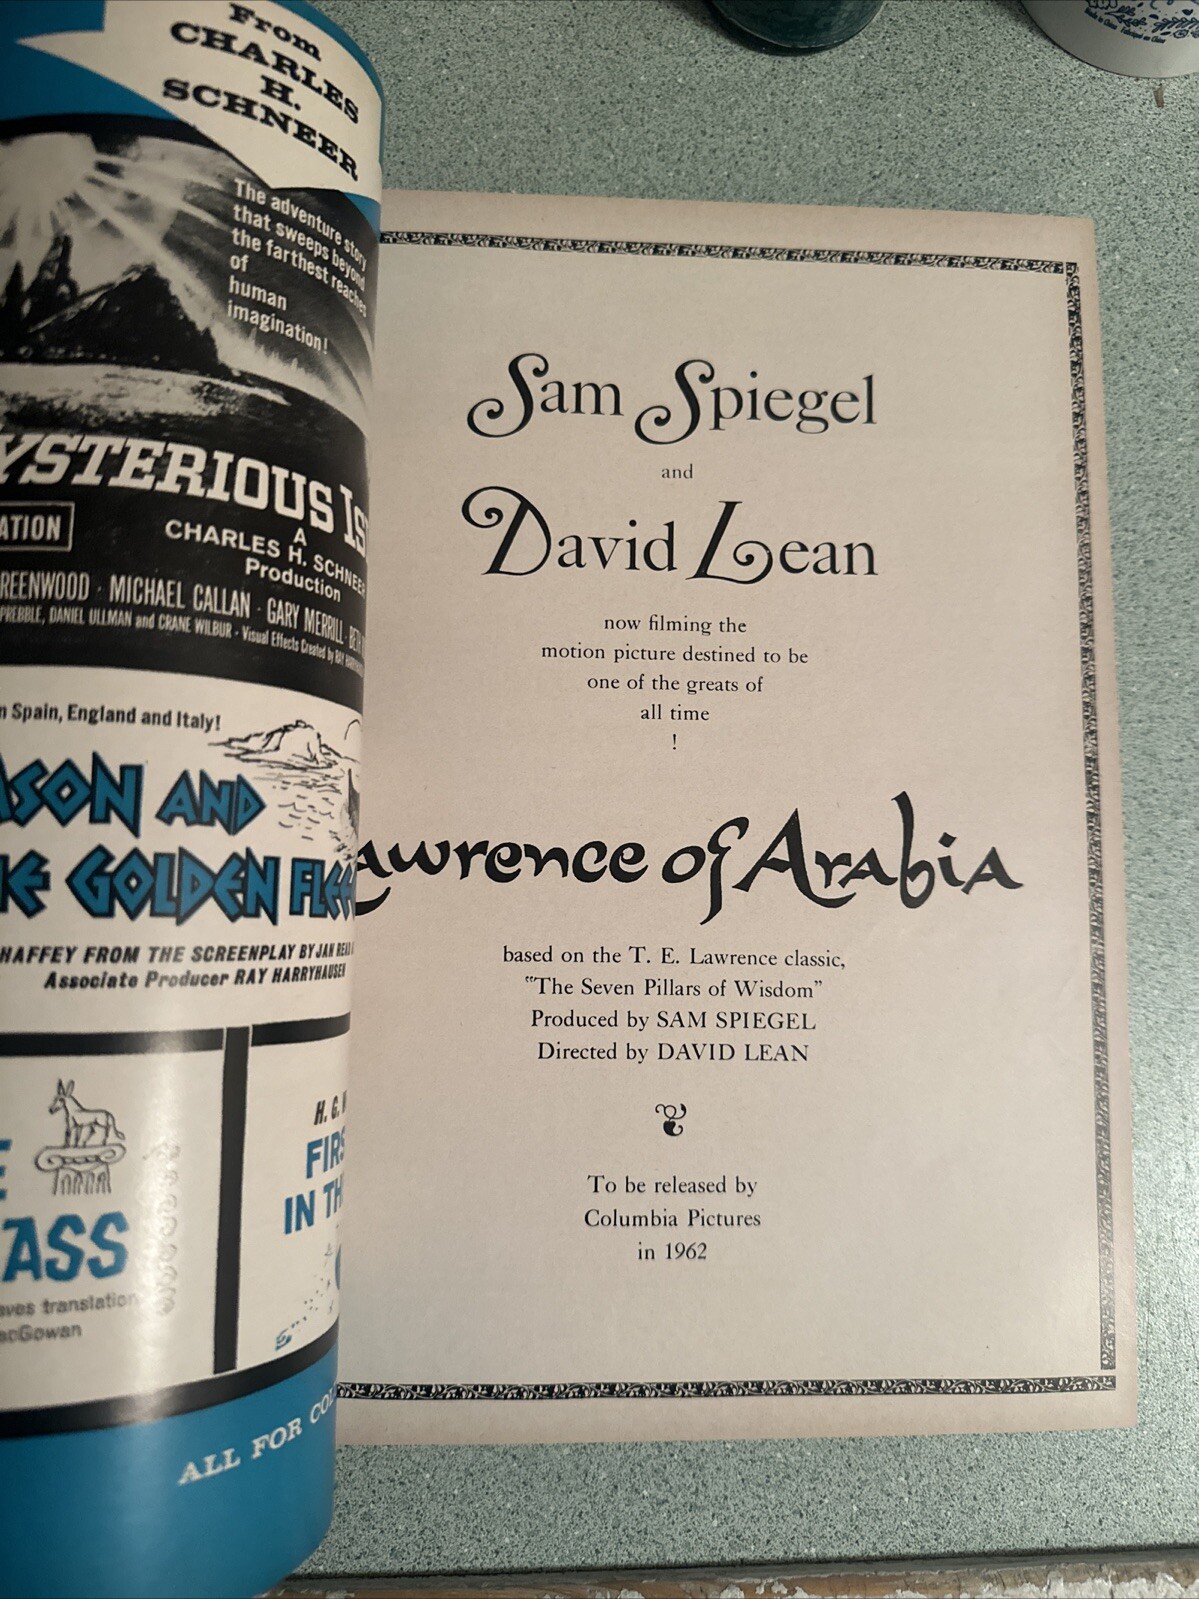 From
CHARLES
H.
SCHNEER
The adventure story
that sweeps beyond
the farthest reaches
of
human
imagination!
YSTERIOUS IS
ATION
A
CHARLES H. SCHNEER
Production
REENWOOD · MICHAEL CALLAN · GARY MERRILL · BETH
PREBBLE, DANIEL ULLMAN and CRANE WILBUR · Visual Effects Created by RAY
n Spain, England and Italy!
ASON AND
HE GOLDEN FLEE
HAFFEY FROM THE SCREENPLAY BY JAN READ
Associate Producer RAY HARRYHAUSEN
E
ASS
aves translation
acGowan
H. G. W
FIRS
IN TH
ALL FOR COL
Sam Spiegel
and
David Lean
now filming the
motion picture destined to be
one of the greats of
all time
!
awrence of Arabia
based on the T. E. Lawrence classic,
"The Seven Pillars of Wisdom"
Produced by SAM SPIEGEL
Directed by DAVID LEAN
To be released by
Columbia Pictures
in 1962